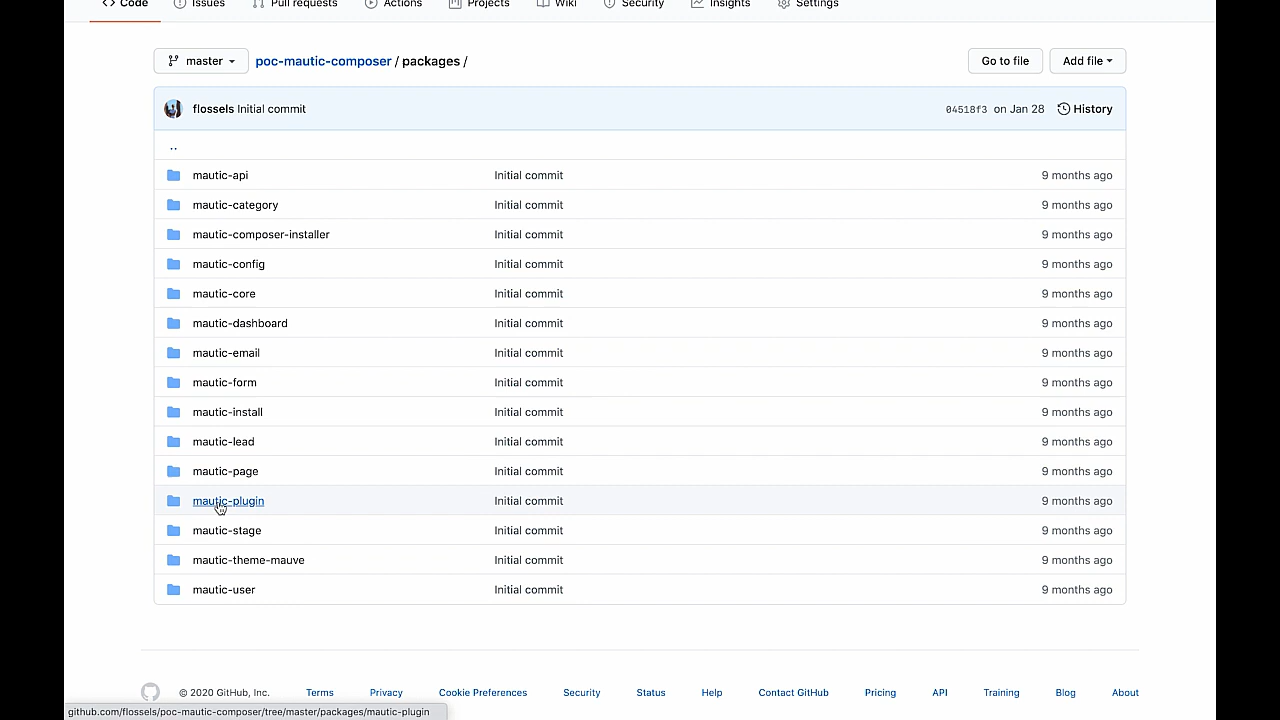 Code Issues Pull requests Actions Projects Wiki Security Insights Settings
master poc-mautic-composer / packages / Go to file Add file
flossels Initial commit 04518f3 on Jan 28 History
..
mautic-api Initial commit 9 months ago
mautic-category Initial commit 9 months ago
mautic-composer-installer Initial commit 9 months ago
mautic-config Initial commit 9 months ago
mautic-core Initial commit 9 months ago
mautic-dashboard Initial commit 9 months ago
mautic-email Initial commit 9 months ago
mautic-form Initial commit 9 months ago
mautic-install Initial commit 9 months ago
mautic-lead Initial commit 9 months ago
mautic-page Initial commit 9 months ago
mautic-plugin Initial commit 9 months ago
mautic-stage Initial commit 9 months ago
mautic-theme-mauve Initial commit 9 months ago
mautic-user Initial commit 9 months ago
© 2020 GitHub, Inc. Terms Privacy Cookie Preferences Security Status Help Contact GitHub Pricing API Training Blog About
github.com/flossels/poc-mautic-composer/tree/master/packages/mautic-plugin